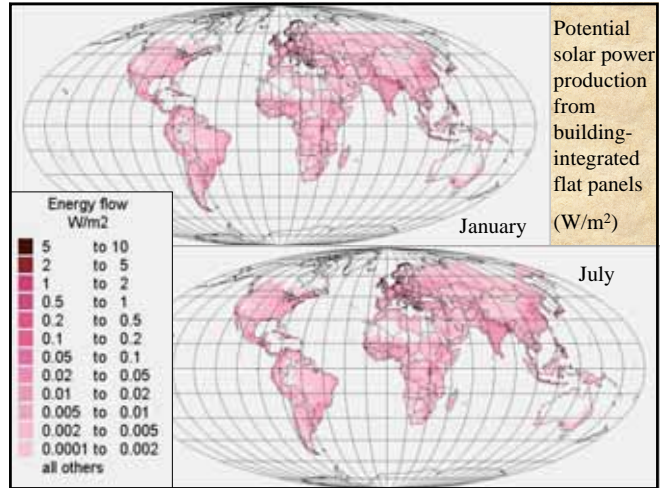 Potential
solar power
production
from
building-
integrated
flat panels
(W/m²)
January
July
Energy flow
W/m2
5 to 10
2 to 5
1 to 2
0.5 to 1
0.2 to 0.5
0.1 to 0.2
0.05 to 0.1
0.02 to 0.05
0.01 to 0.02
0.005 to 0.01
0.002 to 0.005
0.0001 to 0.002
all others